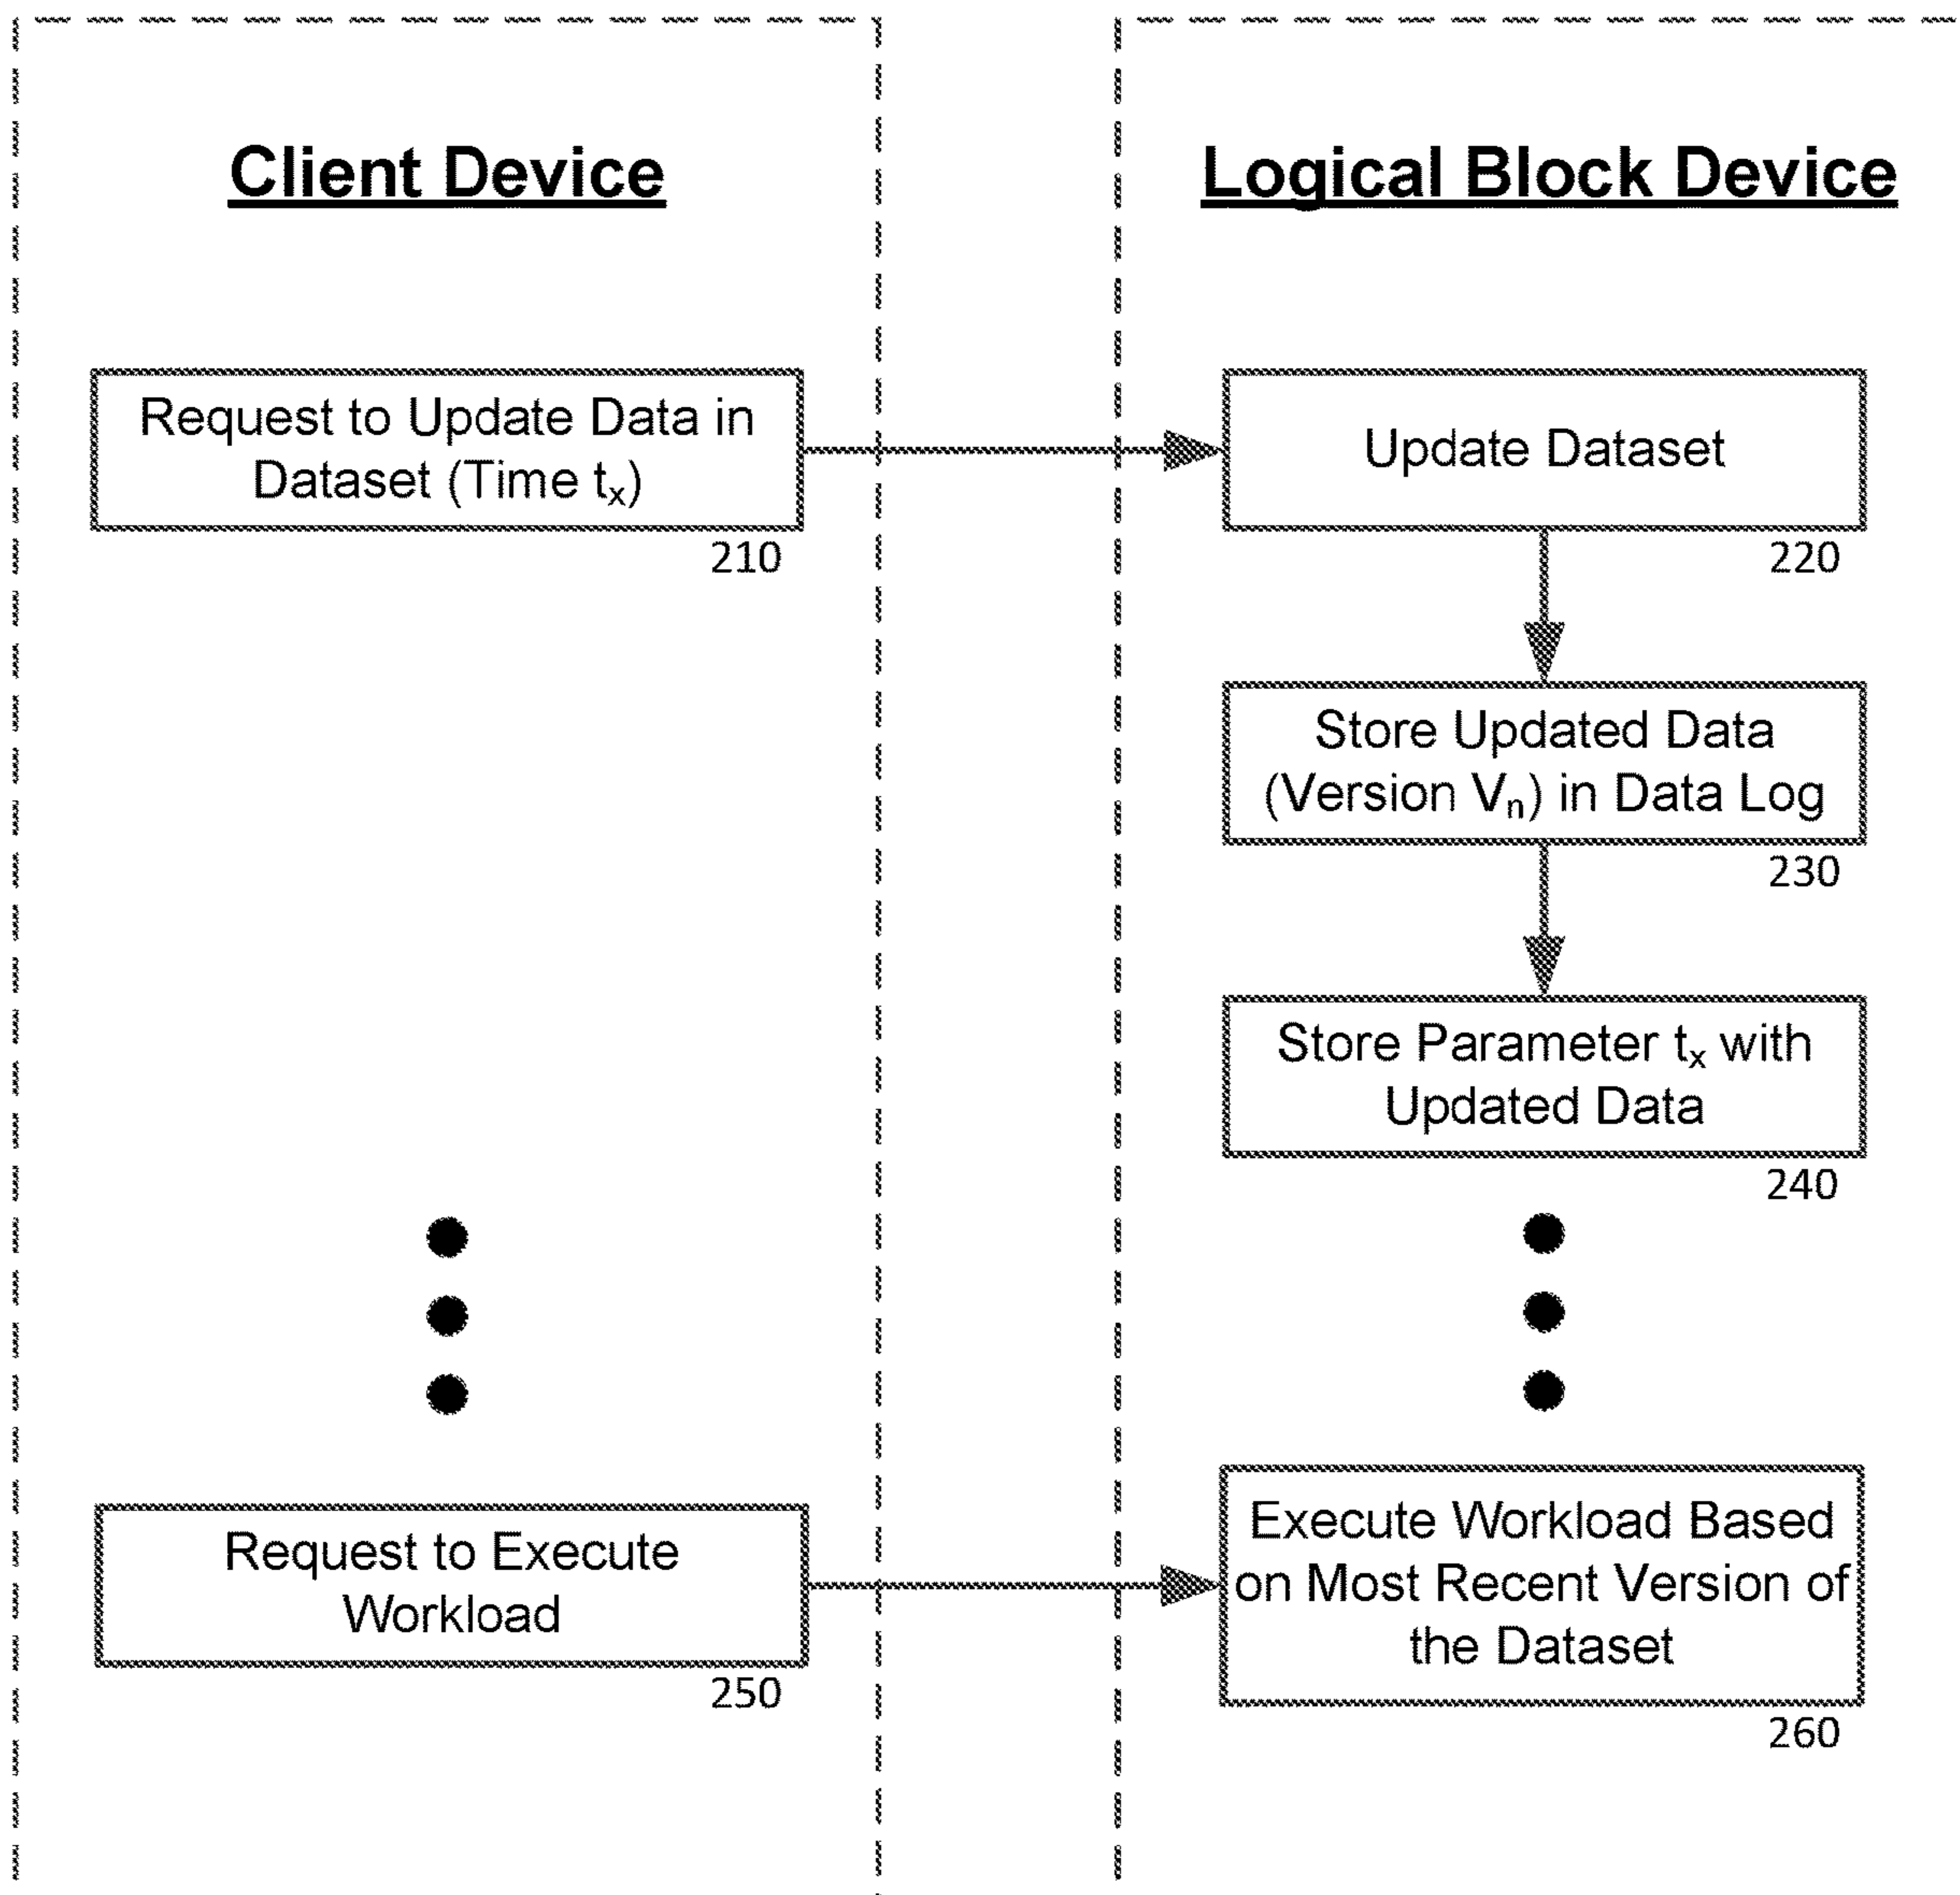 Client Device
Logical Block Device
Request to Update Data in
Dataset (Time tₓ)
210
Update Dataset
220
Store Updated Data
(Version Vₙ) in Data Log
230
Store Parameter tₓ with
Updated Data
240
Request to Execute
Workload
250
Execute Workload Based
on Most Recent Version of
the Dataset
260